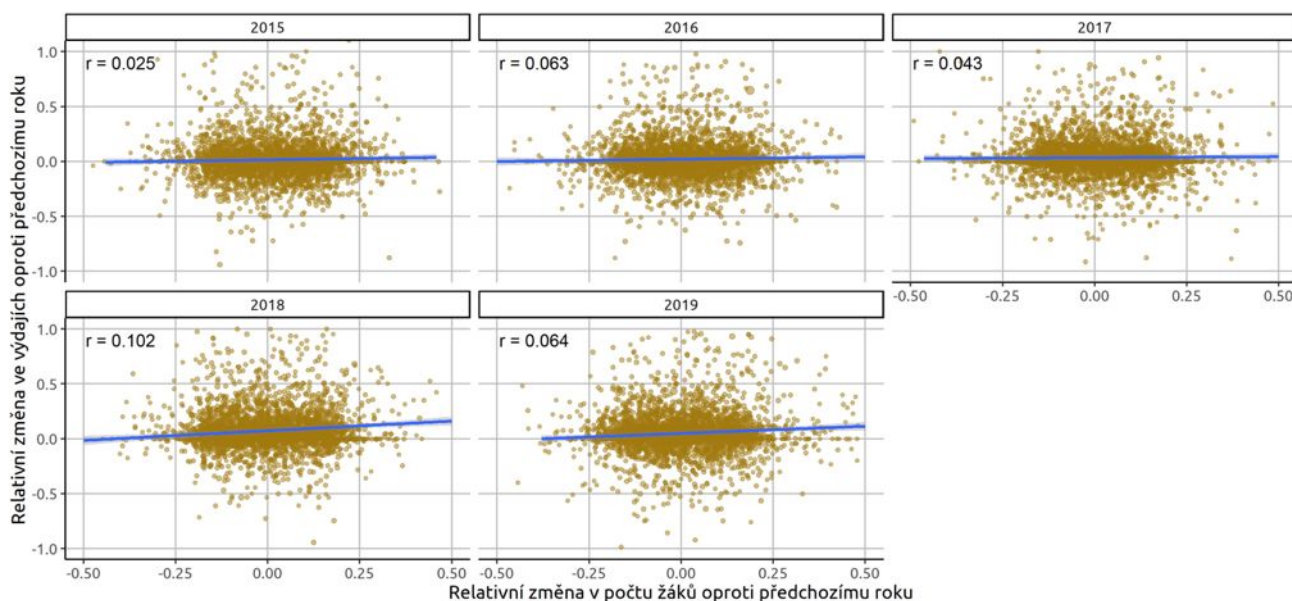 2015
2016
2017
r = 0.025
r = 0.063
r = 0.043
1.0
0.5
0.0
-0.5
-1.0
-0.50 -0.25 0.00 0.25 0.50
2018
2019
r = 0.102
r = 0.064
1.0
0.5
0.0
-0.5
-1.0
-0.50 -0.25 0.00 0.25 0.50
-0.50 -0.25 0.00 0.25 0.50
Relativní změna ve výdajích oproti předchozímu roku
Relativní změna v počtu žáků oproti předchozímu roku